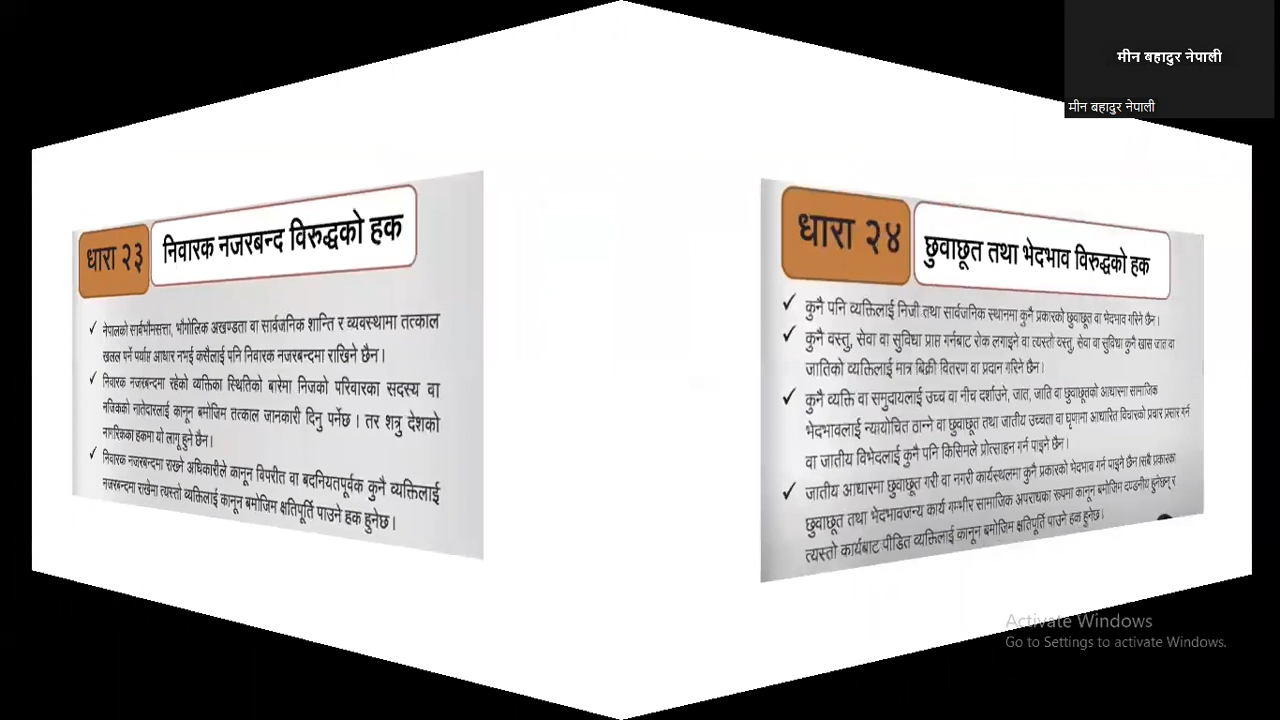 मीन बहादुर नेपाली
मीन बहादुर नेपाली
धारा २३
निवारक नजरबन्द विरुद्धको हक
✓ नेपालको सार्वभौमसत्ता, भौगोलिक अखण्डता वा सार्वजनिक शान्ति र व्यवस्थामा तत्काल
खलल पर्ने पर्याप्त आधार नभई कसैलाई पनि निवारक नजरबन्दमा राखिने छैन।
✓ निवारक नजरबन्दमा रहेको व्यक्तिका स्थितिको बारेमा निजको परिवारका सदस्य वा
नजिकको नातेदारलाई कानून बमोजिम तत्काल जानकारी दिनु पर्नेछ । तर शत्रु देशको
नागरिकका हकमा यो लागू हुने छैन।
✓ निवारक नजरबन्दमा राख्ने अधिकारीले कानून विपरीत वा बदनियतपूर्वक कुनै व्यक्तिलाई
नजरबन्दमा राखेमा त्यस्तो व्यक्तिलाई कानून बमोजिम क्षतिपूर्ति पाउने हक हुनेछ।
धारा २४
छुवाछूत तथा भेदभाव विरुद्धको हक
✓ कुनै पनि व्यक्तिलाई निजी तथा सार्वजनिक स्थानमा कुनै प्रकारको छुवाछूत वा भेदभाव गरिने छैन।
✓ कुनै वस्तु, सेवा वा सुविधा प्राप्त गर्नबाट रोक लगाइने वा त्यस्तो वस्तु, सेवा वा सुविधा कुनै खास जात वा
जातिको व्यक्तिलाई मात्र बिक्री वितरण वा प्रदान गरिने छैन।
✓ कुनै व्यक्ति वा समुदायलाई उच्च वा नीच दर्शाउने, जात, जाति वा छुवाछूतको आधारमा सामाजिक
भेदभावलाई न्यायोचित ठान्ने वा छुवाछूत तथा जातीय उच्चता वा घृणामा आधारित विचारको प्रचार प्रसार गर्न
वा जातीय विभेदलाई कुनै पनि किसिमले प्रोत्साहन गर्न पाइने छैन।
✓ जातीय आधारमा छुवाछूत गरी वा नगरी कार्यस्थलमा कुनै प्रकारको भेदभाव गर्न पाइने छैन।सबै प्रकारका
छुवाछूत तथा भेदभावजन्य कार्य गम्भीर सामाजिक अपराधका रूपमा कानून बमोजिम दण्डनीय हुनेछन् र
त्यस्तो कार्यबाट पीडित व्यक्तिलाई कानून बमोजिम क्षतिपूर्ति पाउने हक हुनेछ।
Activate Windows
Go to Settings to activate Windows.